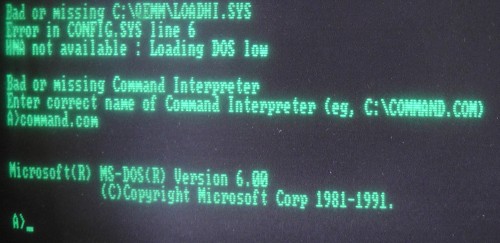 Bad or missing C:\QEMM\LOADHI.SYS
Error in CONFIG.SYS line 6
HMA not available : Loading DOS low
Bad or missing Command Interpreter
Enter correct name of Command Interpreter (eg, C:\COMMAND.COM)
A>command.com
Microsoft(R) MS-DOS(R) Version 6.00
(C)Copyright Microsoft Corp 1981-1991.
A>_